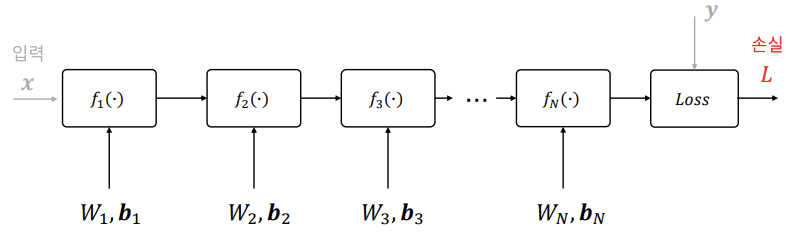 y
입력
손실
x
L
f₁(·)
f₂(·)
f₃(·)
⋯
f_N(·)
Loss
W₁, b₁
W₂, b₂
W₃, b₃
W_N, b_N